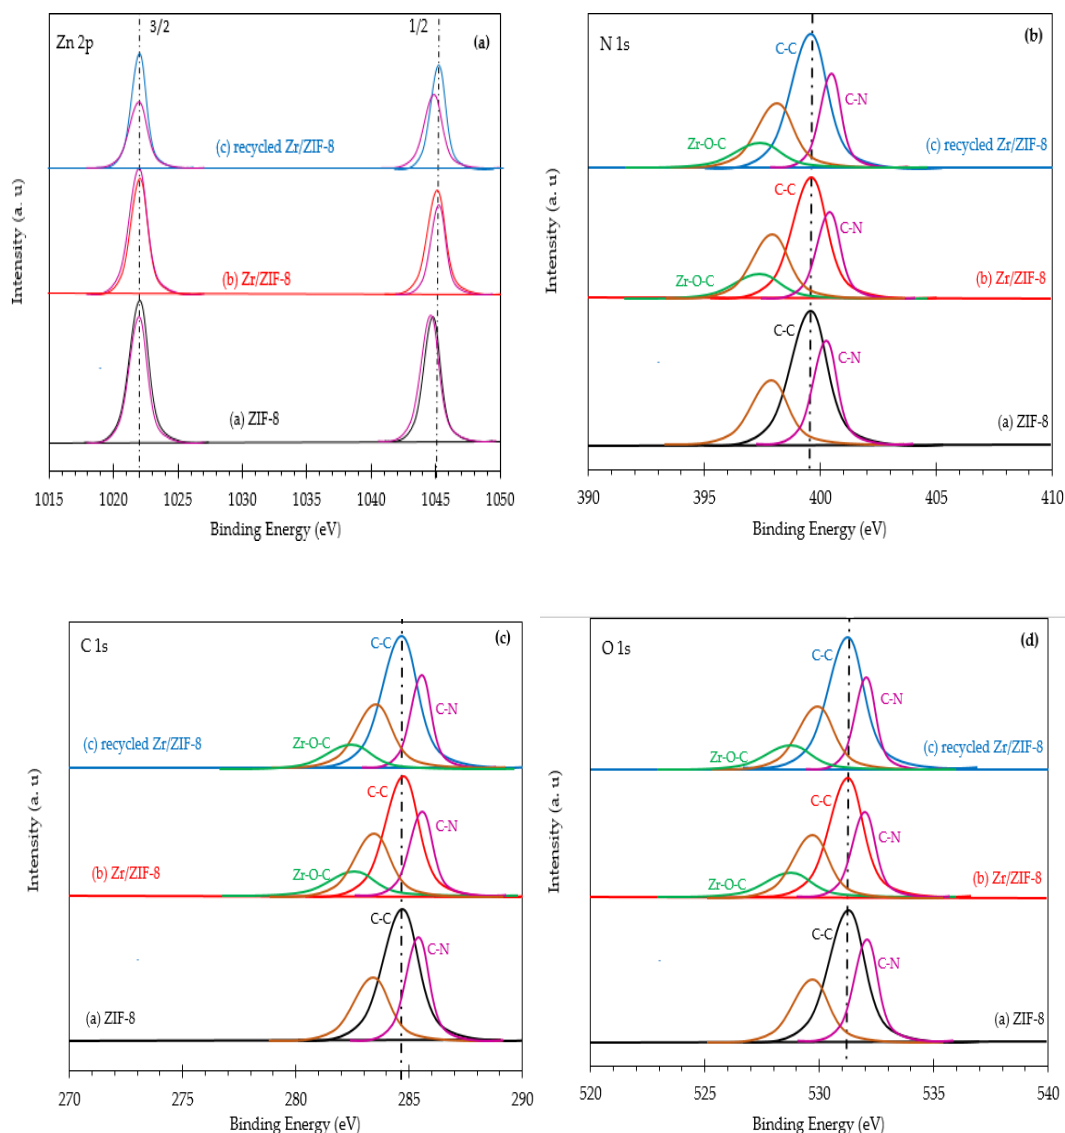 Zn 2p
3/2
1/2
(a)
(c) recycled Zr/ZIF-8
(b) Zr/ZIF-8
(a) ZIF-8
Intensity (a. u)
1015 1020 1025 1030 1035 1040 1045 1050
Binding Energy (eV)
N 1s
(b)
C-C
C-N
Zr-O-C
(c) recycled Zr/ZIF-8
C-C
C-N
Zr-O-C
(b) Zr/ZIF-8
C-C
C-N
(a) ZIF-8
Intensity (a. u)
390 395 400 405 410
Binding Energy (eV)
C 1s
(c)
C-C
C-N
Zr-O-C
(c) recycled Zr/ZIF-8
C-C
C-N
Zr-O-C
(b) Zr/ZIF-8
C-C
C-N
(a) ZIF-8
Intensity (a. u)
270 275 280 285 290
Binding Energy (eV)
O 1s
(d)
C-C
C-N
Zr-O-C
(c) recycled Zr/ZIF-8
C-C
C-N
Zr-O-C
(b) Zr/ZIF-8
C-C
C-N
(a) ZIF-8
Intensity (a. u)
520 525 530 535 540
Binding Energy (eV)